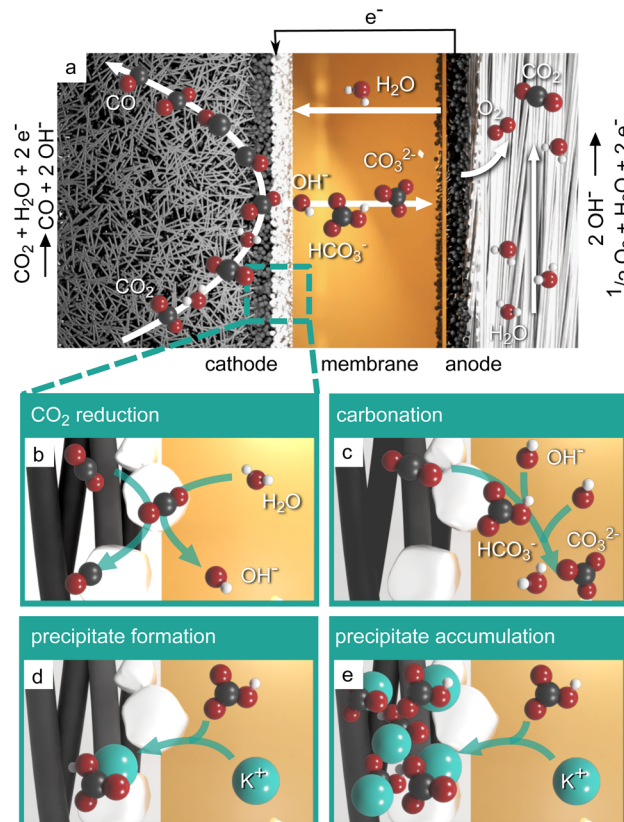 e⁻
a
CO₂ + H₂O + 2 e⁻
→ CO + 2 OH⁻
CO
H₂O
CO₂
O₂
CO₃²⁻
OH⁻
HCO₃⁻
CO₂
H₂O
2 OH⁻ →
1/2 O₂ + H₂O + 2 e⁻
cathode membrane anode
CO₂ reduction
b
H₂O
OH⁻
carbonation
c
OH⁻
HCO₃⁻
CO₃²⁻
precipitate formation
d
K⁺
precipitate accumulation
e
K⁺